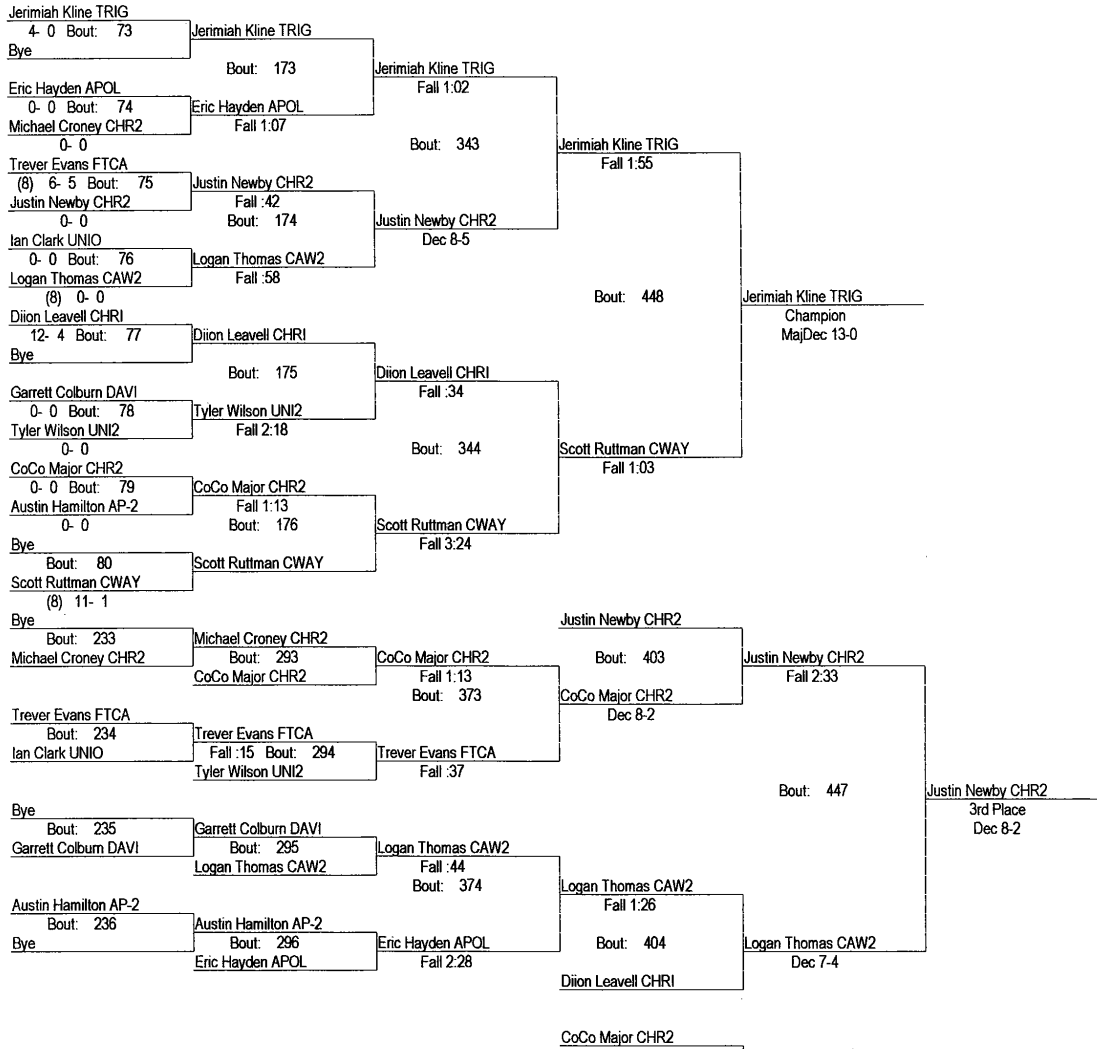 Jerimiah Kline TRIG
4- 0 Bout: 73
Bye
Jerimiah Kline TRIG
Bout: 173
Eric Hayden APOL
0- 0 Bout: 74
Michael Croney CHR2
0- 0
Eric Hayden APOL
Fall 1:07
Jerimiah Kline TRIG
Fall 1:02
Bout: 343
Trever Evans FTCA
(8) 6- 5 Bout: 75
Justin Newby CHR2
0- 0
Justin Newby CHR2
Fall :42
Bout: 174
Ian Clark UNIO
0- 0 Bout: 76
Logan Thomas CAW2
(8) 0- 0
Logan Thomas CAW2
Fall :58
Justin Newby CHR2
Dec 8-5
Jerimiah Kline TRIG
Fall 1:55
Bout: 448
Jerimiah Kline TRIG
Champion
MajDec 13-0
Diion Leavell CHRI
12- 4 Bout: 77
Bye
Diion Leavell CHRI
Bout: 175
Garrett Colburn DAVI
0- 0 Bout: 78
Tyler Wilson UNI2
0- 0
Tyler Wilson UNI2
Fall 2:18
Diion Leavell CHRI
Fall :34
Bout: 344
CoCo Major CHR2
0- 0 Bout: 79
Austin Hamilton AP-2
0- 0
CoCo Major CHR2
Fall 1:13
Bout: 176
Bye
Bout: 80
Scott Ruttman CWAY
(8) 11- 1
Scott Ruttman CWAY
Scott Ruttman CWAY
Fall 3:24
Scott Ruttman CWAY
Fall 1:03
Bye
Bout: 233
Michael Croney CHR2
Michael Croney CHR2
Bout: 293
CoCo Major CHR2
CoCo Major CHR2
Fall 1:13
Bout: 373
Trever Evans FTCA
Bout: 234
Ian Clark UNIO
Trever Evans FTCA
Fall :15 Bout: 294
Tyler Wilson UNI2
Trever Evans FTCA
Fall :37
Justin Newby CHR2
Bout: 403
CoCo Major CHR2
Dec 8-2
Justin Newby CHR2
Fall 2:33
Bout: 447
Justin Newby CHR2
3rd Place
Dec 8-2
Bye
Bout: 235
Garrett Colburn DAVI
Garrett Colburn DAVI
Bout: 295
Logan Thomas CAW2
Logan Thomas CAW2
Fall :44
Bout: 374
Austin Hamilton AP-2
Bout: 236
Bye
Austin Hamilton AP-2
Bout: 296
Eric Hayden APOL
Eric Hayden APOL
Fall 2:28
Logan Thomas CAW2
Fall 1:26
Bout: 404
Diion Leavell CHRI
Logan Thomas CAW2
Dec 7-4
CoCo Major CHR2